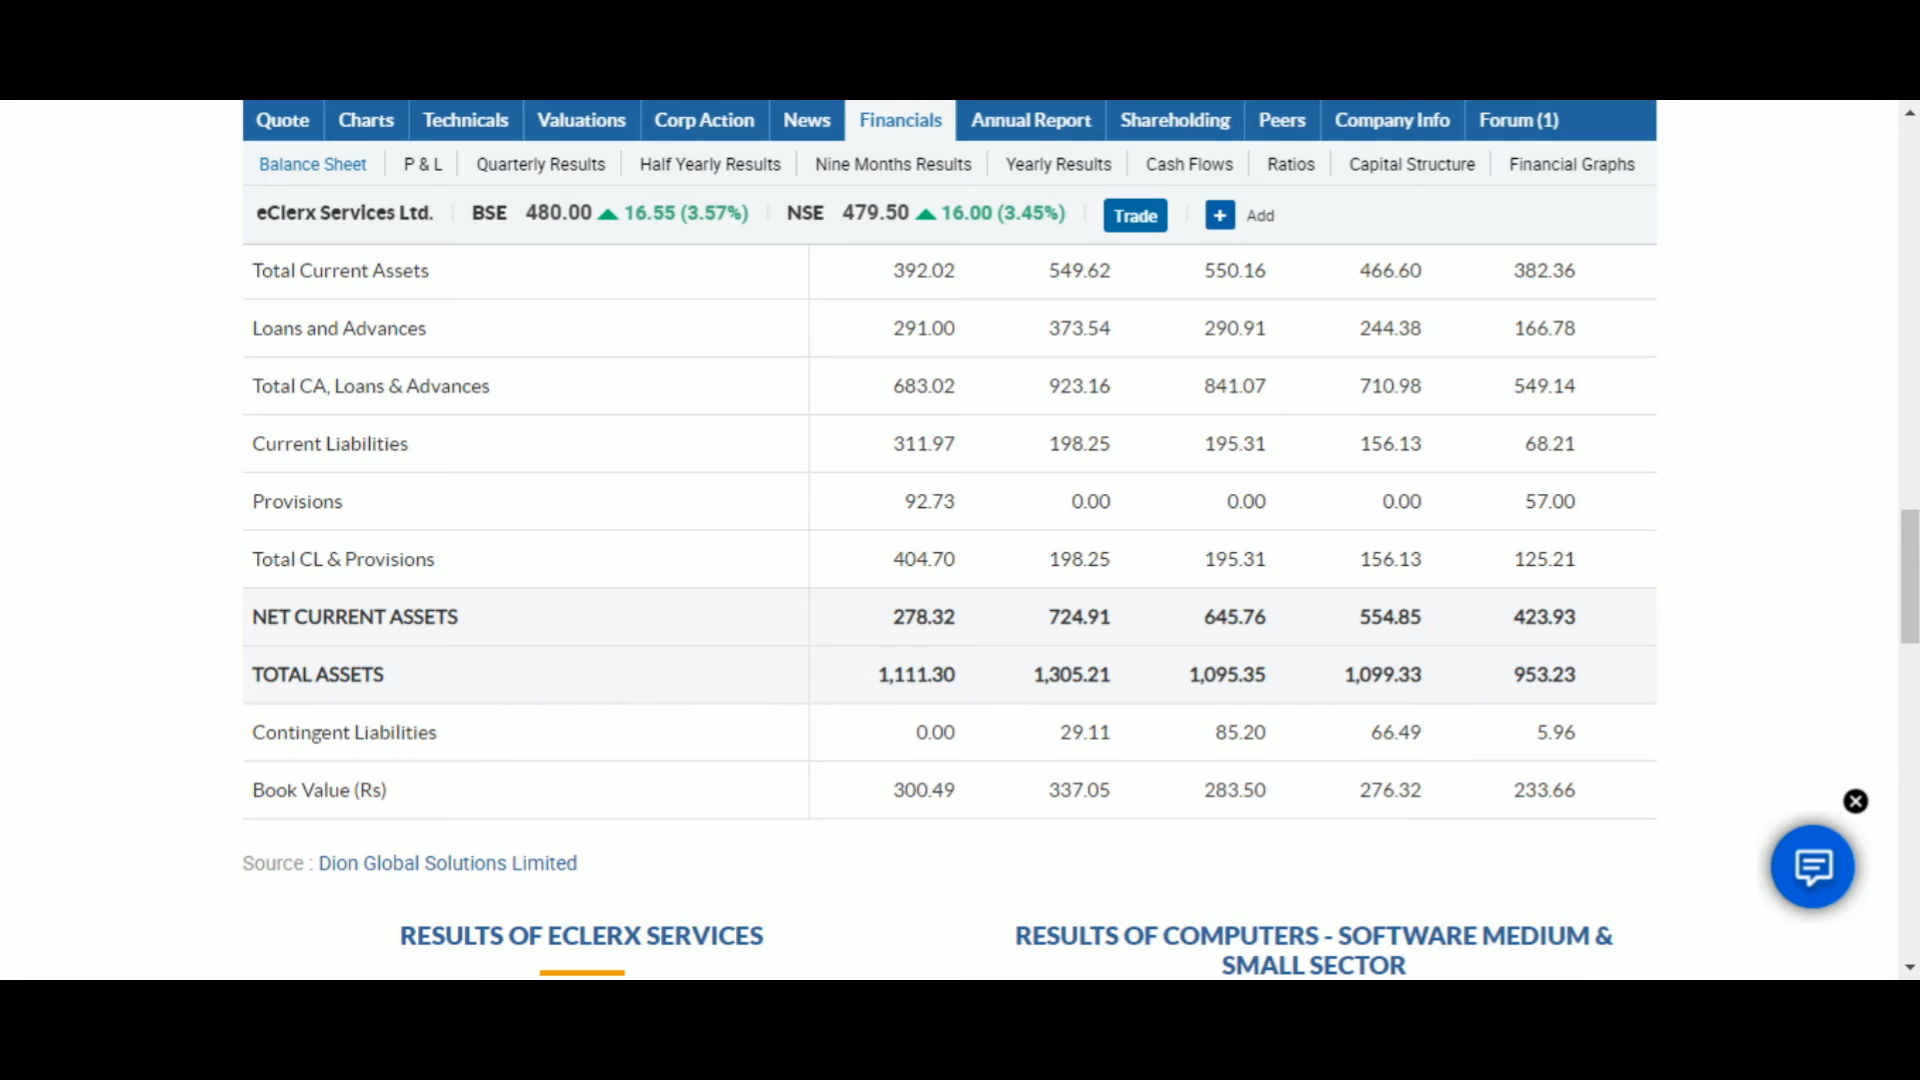 Quote Charts Technicals Valuations Corp Action News Financials Annual Report Shareholding Peers Company Info Forum (1)
Balance Sheet P & L Quarterly Results Half Yearly Results Nine Months Results Yearly Results Cash Flows Ratios Capital Structure Financial Graphs
eClerx Services Ltd. BSE 480.00 16.55 (3.57%) NSE 479.50 16.00 (3.45%) Trade + Add
Total Current Assets 392.02 549.62 550.16 466.60 382.36
Loans and Advances 291.00 373.54 290.91 244.38 166.78
Total CA, Loans & Advances 683.02 923.16 841.07 710.98 549.14
Current Liabilities 311.97 198.25 195.31 156.13 68.21
Provisions 92.73 0.00 0.00 0.00 57.00
Total CL & Provisions 404.70 198.25 195.31 156.13 125.21
NET CURRENT ASSETS 278.32 724.91 645.76 554.85 423.93
TOTAL ASSETS 1,111.30 1,305.21 1,095.35 1,099.33 953.23
Contingent Liabilities 0.00 29.11 85.20 66.49 5.96
Book Value (Rs) 300.49 337.05 283.50 276.32 233.66
Source : Dion Global Solutions Limited
RESULTS OF ECLERX SERVICES
RESULTS OF COMPUTERS - SOFTWARE MEDIUM &
SMALL SECTOR